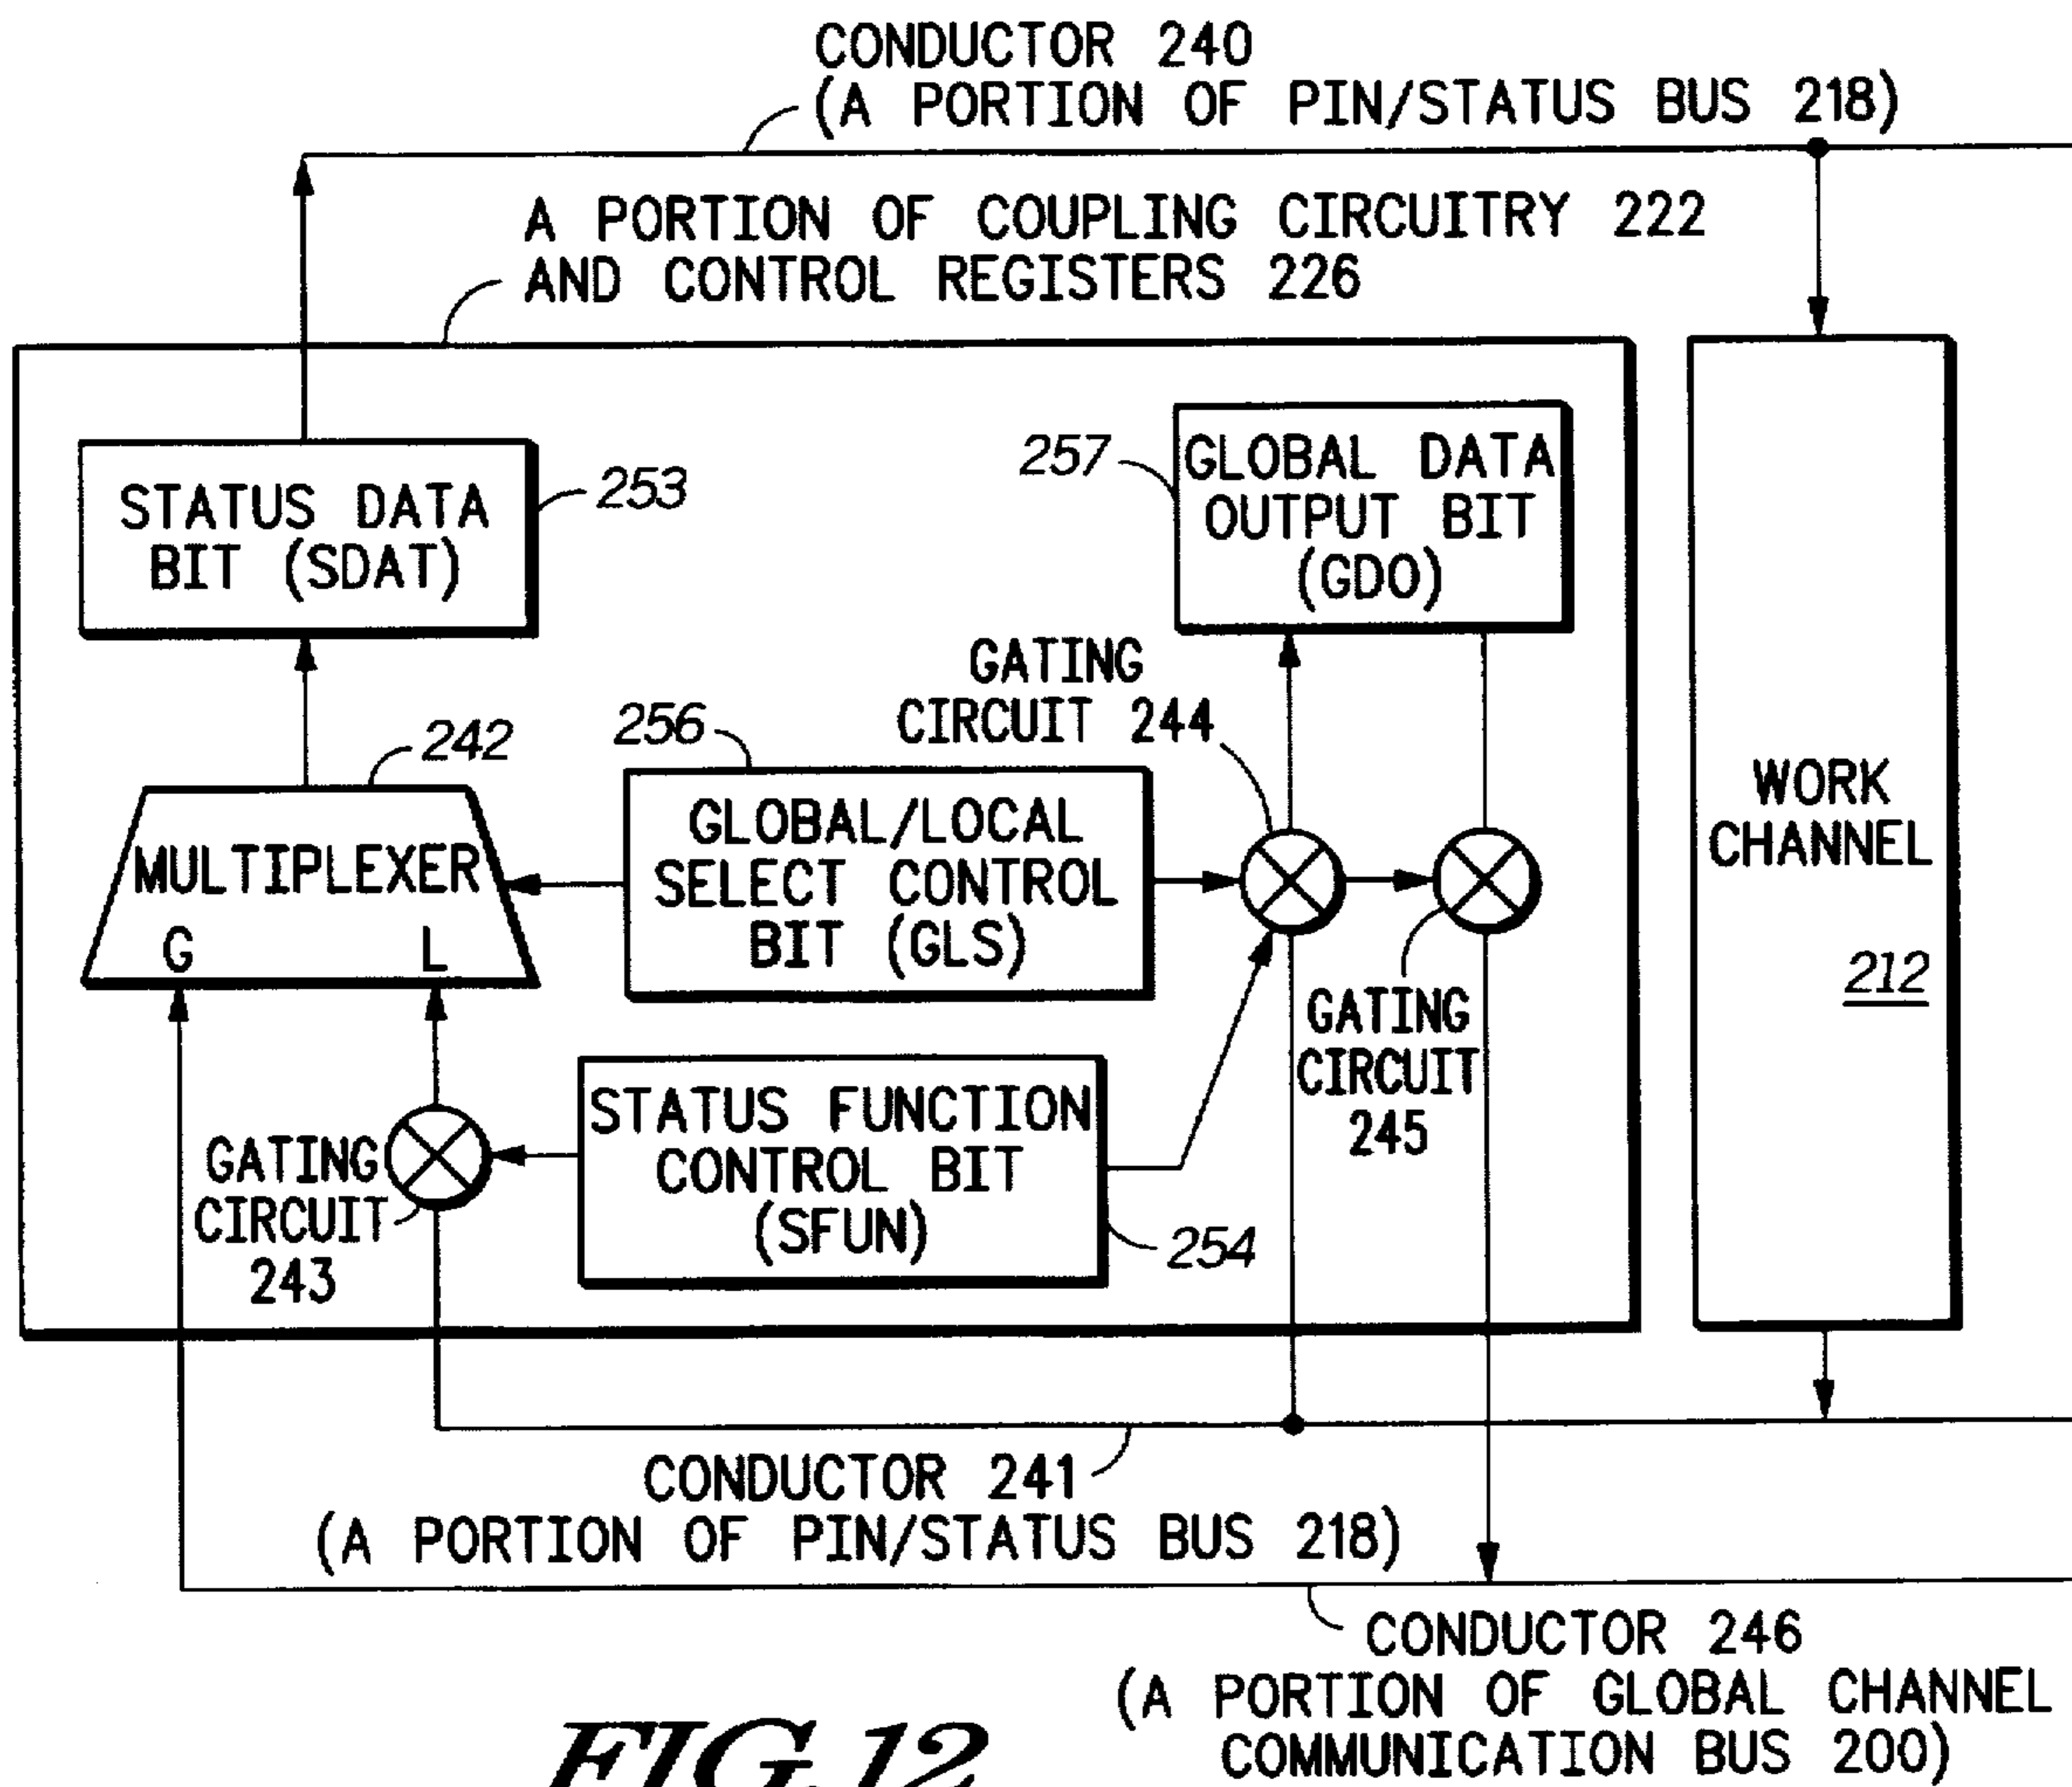 CONDUCTOR 240
(A PORTION OF PIN/STATUS BUS 218)
A PORTION OF COUPLING CIRCUITRY 222
AND CONTROL REGISTERS 226
STATUS DATA
BIT (SDAT)
253
257
GLOBAL DATA
OUTPUT BIT
(GDO)
GATING
CIRCUIT 244
242
256
MULTIPLEXER
G L
GLOBAL/LOCAL
SELECT CONTROL
BIT (GLS)
WORK
CHANNEL
212
GATING
CIRCUIT
245
GATING
CIRCUIT
243
STATUS FUNCTION
CONTROL BIT
(SFUN)
254
CONDUCTOR 241
(A PORTION OF PIN/STATUS BUS 218)
CONDUCTOR 246
(A PORTION OF GLOBAL CHANNEL
COMMUNICATION BUS 200)
FIG.12